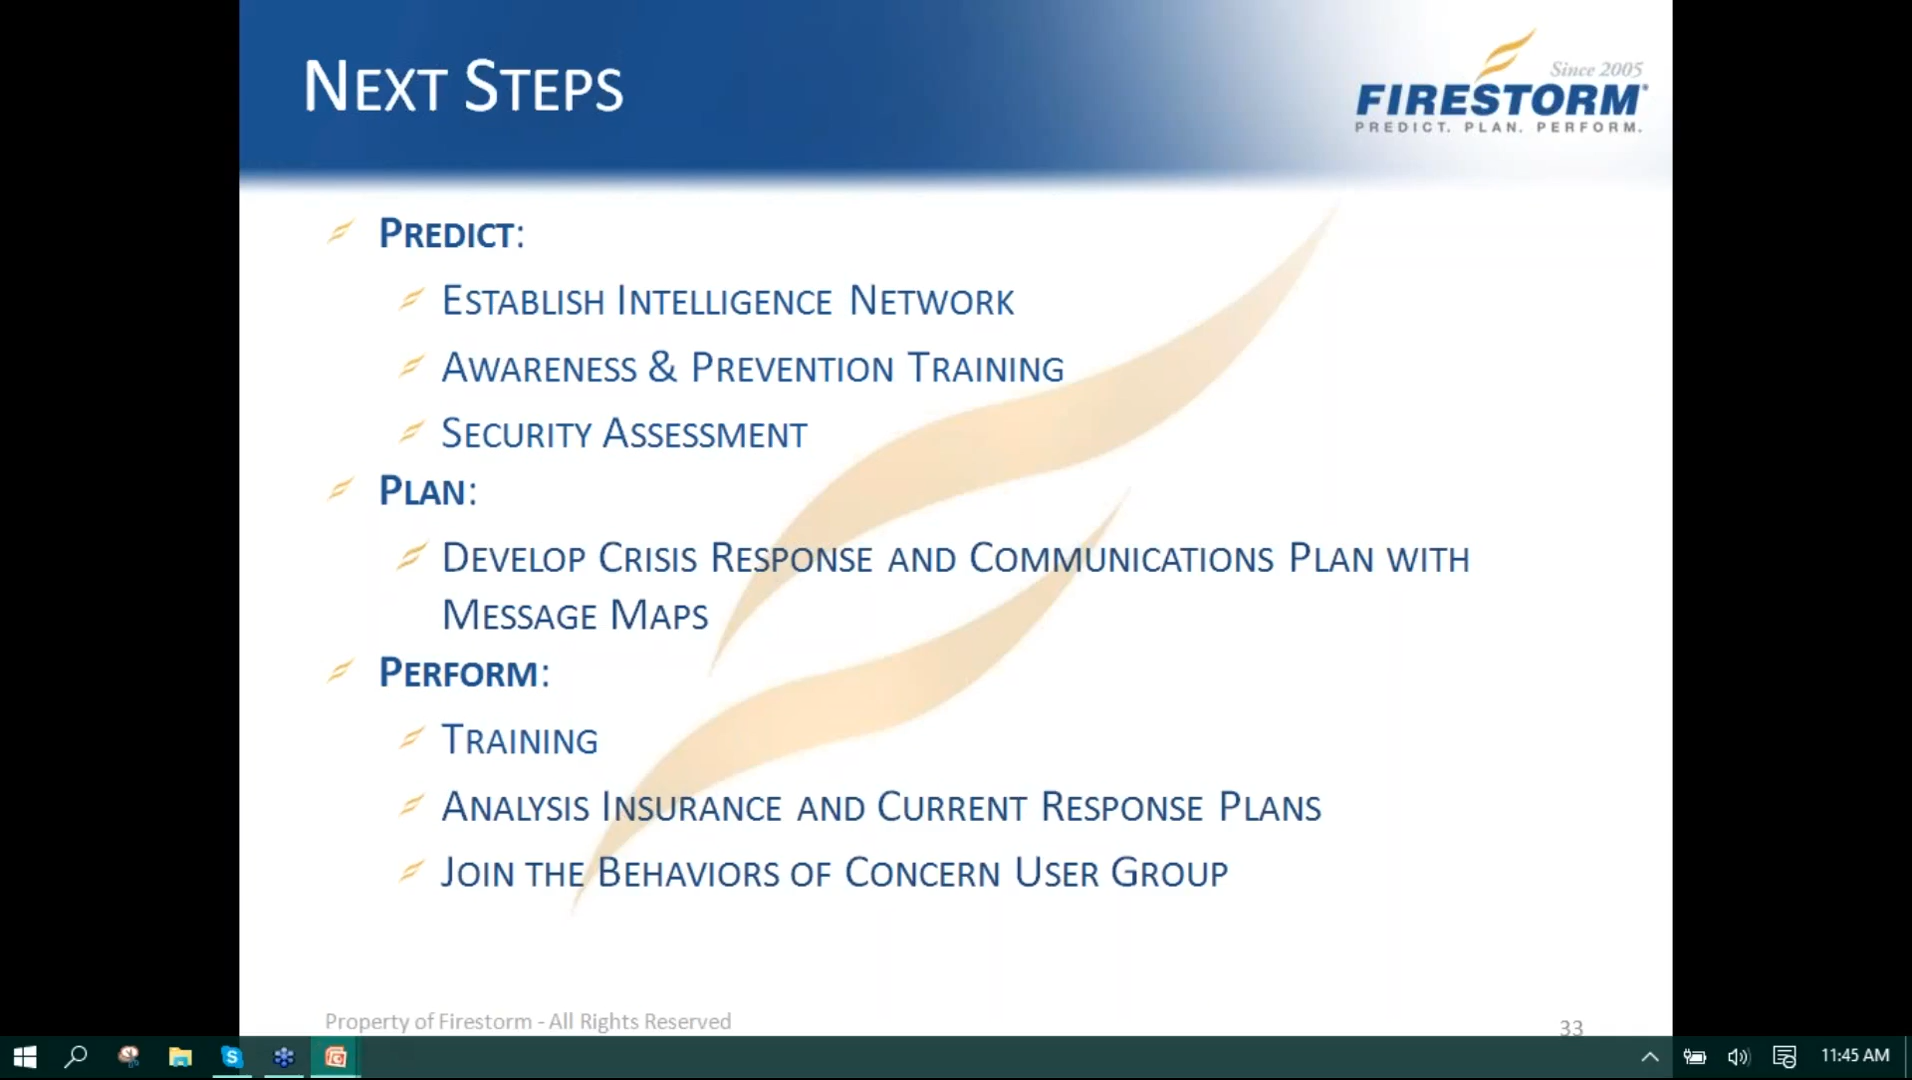 Next Steps
Since 2005
FIRESTORM®
PREDICT. PLAN. PERFORM.
Predict:
Establish Intelligence Network
Awareness & Prevention Training
Security Assessment
Plan:
Develop Crisis Response and Communications Plan with
Message Maps
Perform:
Training
Analysis Insurance and Current Response Plans
Join the Behaviors of Concern User Group
Property of Firestorm - All Rights Reserved
33
11:45 AM